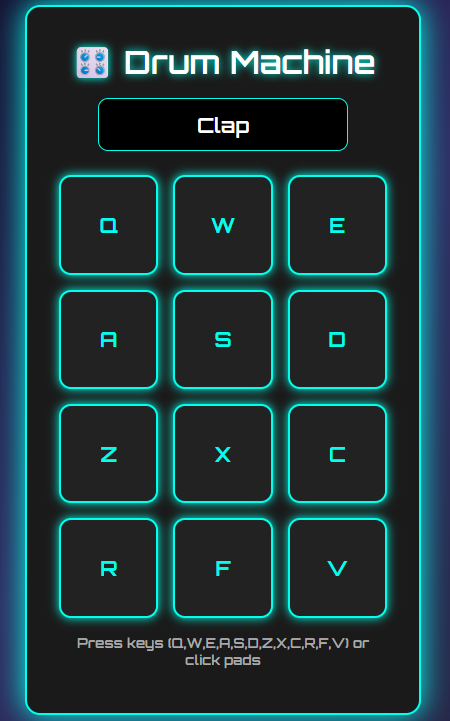 Drum Machine
Clap
Q W E
A S D
Z X C
R F V
Press keys (Q,W,E,A,S,D,Z,X,C,R,F,V) or
click pads